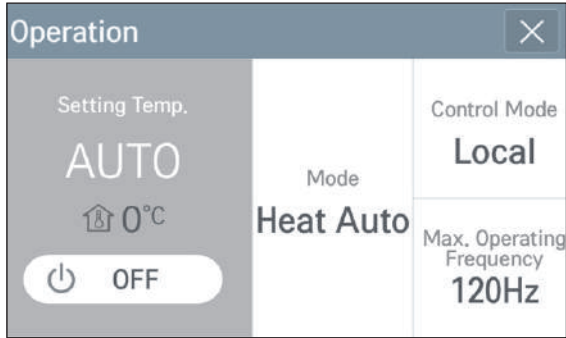 Operation
Setting Temp.
AUTO
0°C
OFF
Mode
Heat Auto
Control Mode
Local
Max. Operating
Frequency
120Hz